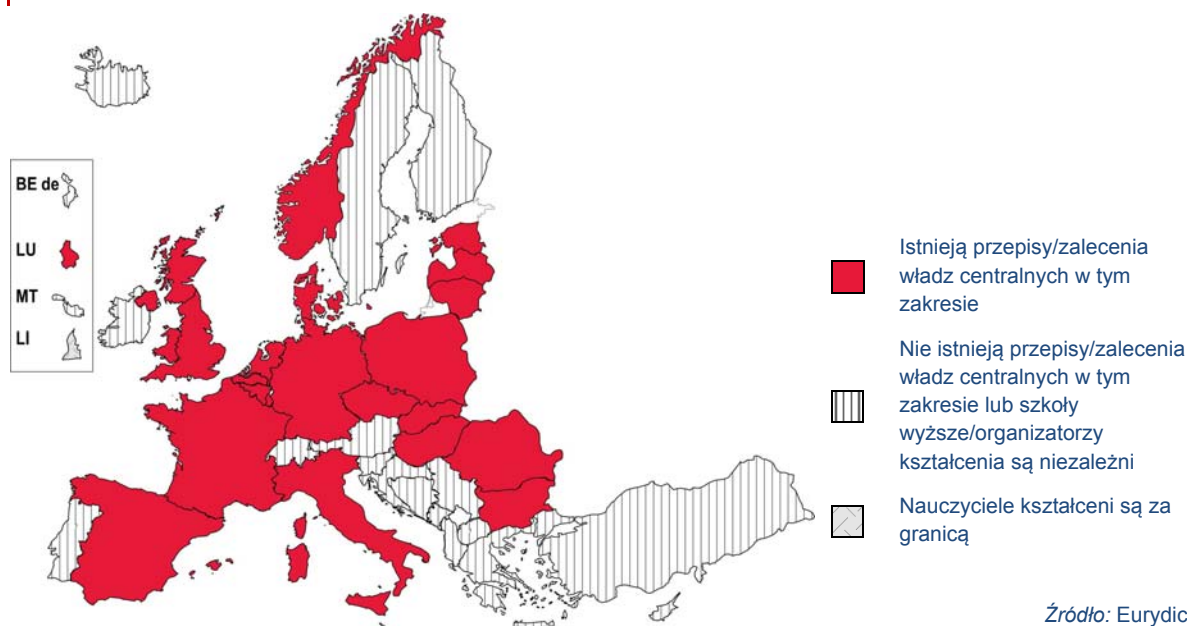 BE de
LU
MT
LI
Istnieją przepisy/zalecenia
władz centralnych w tym
zakresie
Nie istnieją przepisy/zalecenia
władz centralnych w tym
zakresie lub szkoły
wyższe/organizatorzy
kształcenia są niezależni
Nauczyciele kształceni są za
granicą
Źródło: Eurydic